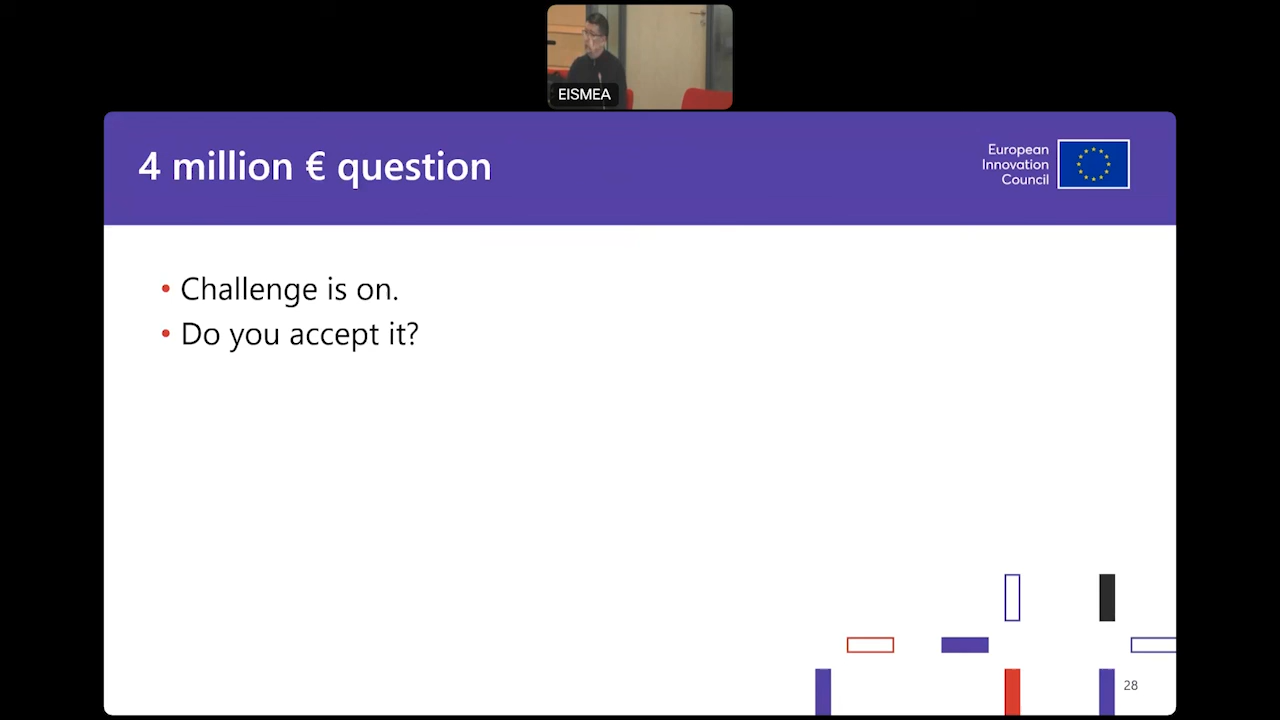 EISMEA
4 million € question
European
Innovation
Council
• Challenge is on.
• Do you accept it?
28